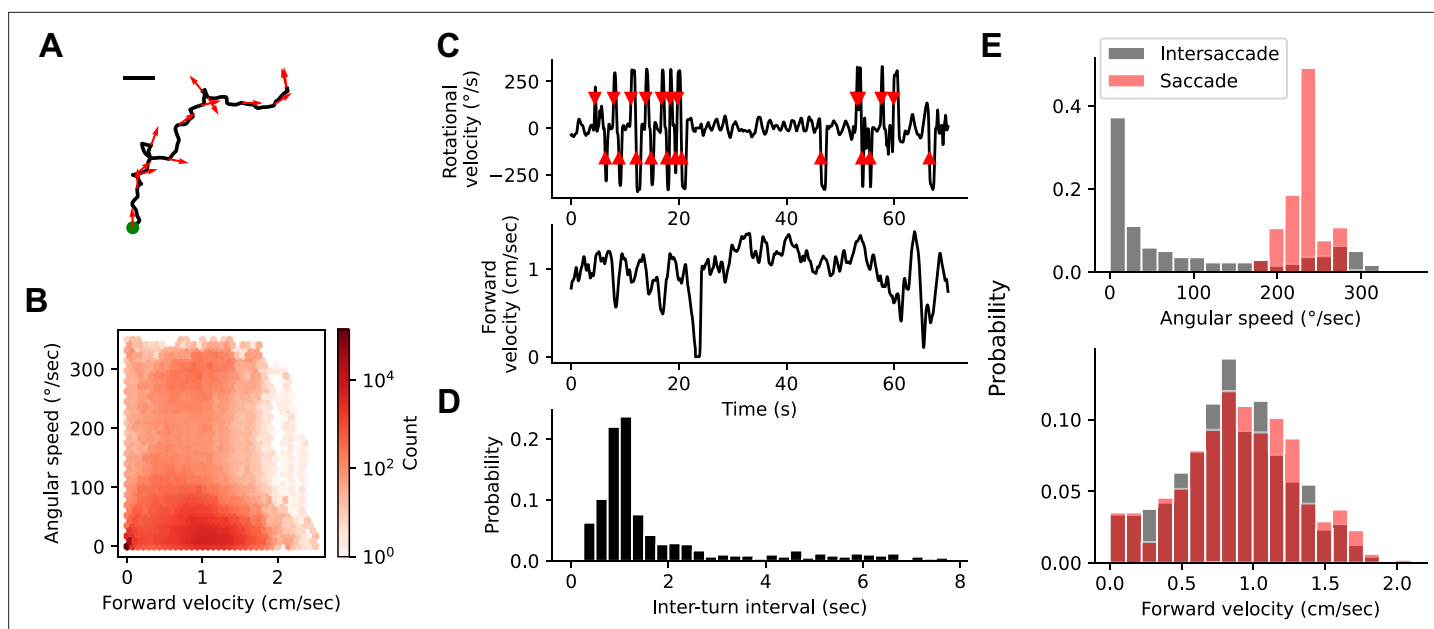 A
B
Angular speed (°/sec)
300
200
100
0
0
1
2
Forward velocity (cm/sec)
10^4
10^2
10^0
Count
C
Rotational
velocity (°/s)
250
0
−250
0
20
40
60
Forward
velocity (cm/sec)
1
0
0
20
40
60
Time (s)
D
Probability
0.2
0.1
0.0
0
2
4
6
8
Inter-turn interval (sec)
E
Intersaccade
Saccade
Probability
0.4
0.2
0.0
0
100
200
300
Angular speed (°/sec)
0.10
0.05
0.00
0.0
0.5
1.0
1.5
2.0
Forward velocity (cm/sec)